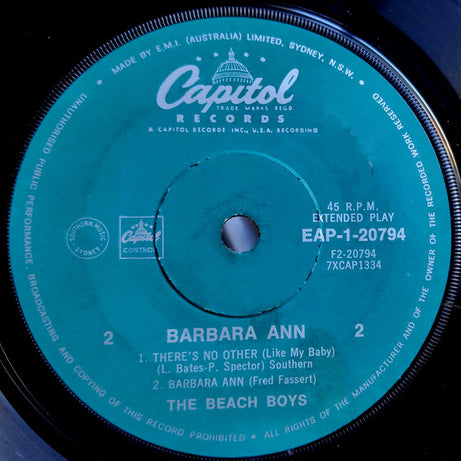 MADE BY E.M.I. (AUSTRALIA) LIMITED, SYDNEY, N.S.W. •
Capitol
TRADE MARKS REGD
RECORDS
A CAPITOL RECORDS INC., U.S.A. RECORDING
45 R.P.M.
EXTENDED PLAY
EAP-1-20794
F2-20794
7XCAP1334
SOUTHERN MUSIC
SYDNEY
Capitol
CONTROL
2 BARBARA ANN 2
1. THERE'S NO OTHER (Like My Baby)
(L. Bates-P. Spector) Southern
2. BARBARA ANN (Fred Fassert)
THE BEACH BOYS
UNAUTHORISED PUBLIC PERFORMANCE, BROADCASTING AND COPYING OF THIS RECORD PROHIBITED • ALL RIGHTS OF THE MANUFACTURER AND OF THE OWNER OF THE RECORDED WORK RESERVED